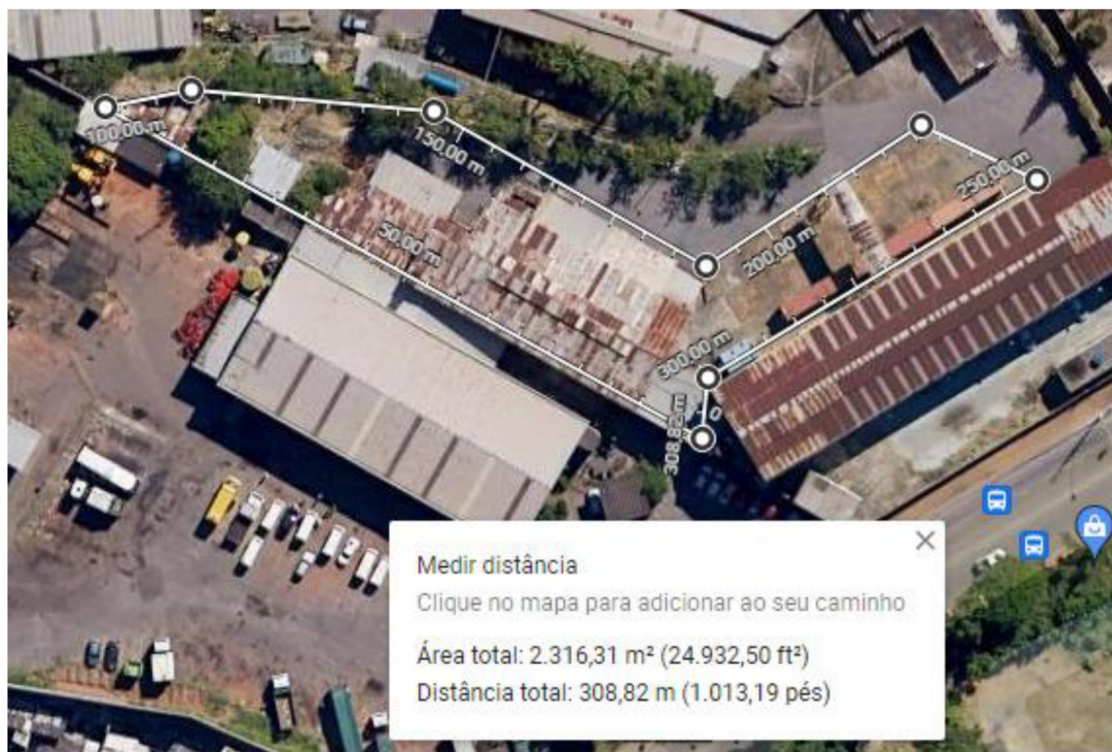 100,00 m
150,00 m
50,00 m
200,00 m
250,00 m
300,00 m
308,82 m
0
Medir distância
Clique no mapa para adicionar ao seu caminho
Área total: 2.316,31 m² (24.932,50 ft²)
Distância total: 308,82 m (1.013,19 pés)